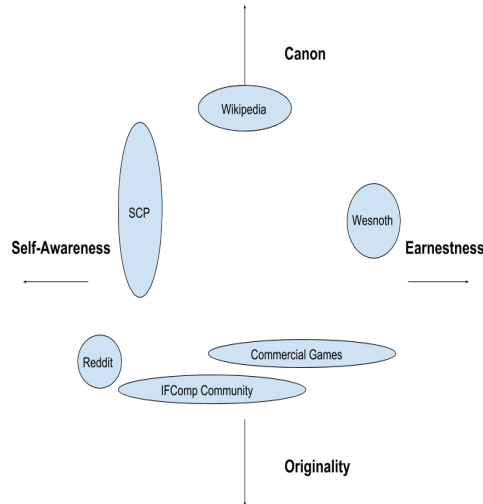 Canon
Wikipedia
SCP
Wesnoth
Self-Awareness
Earnestness
Commercial Games
Reddit
IFComp Community
Originality